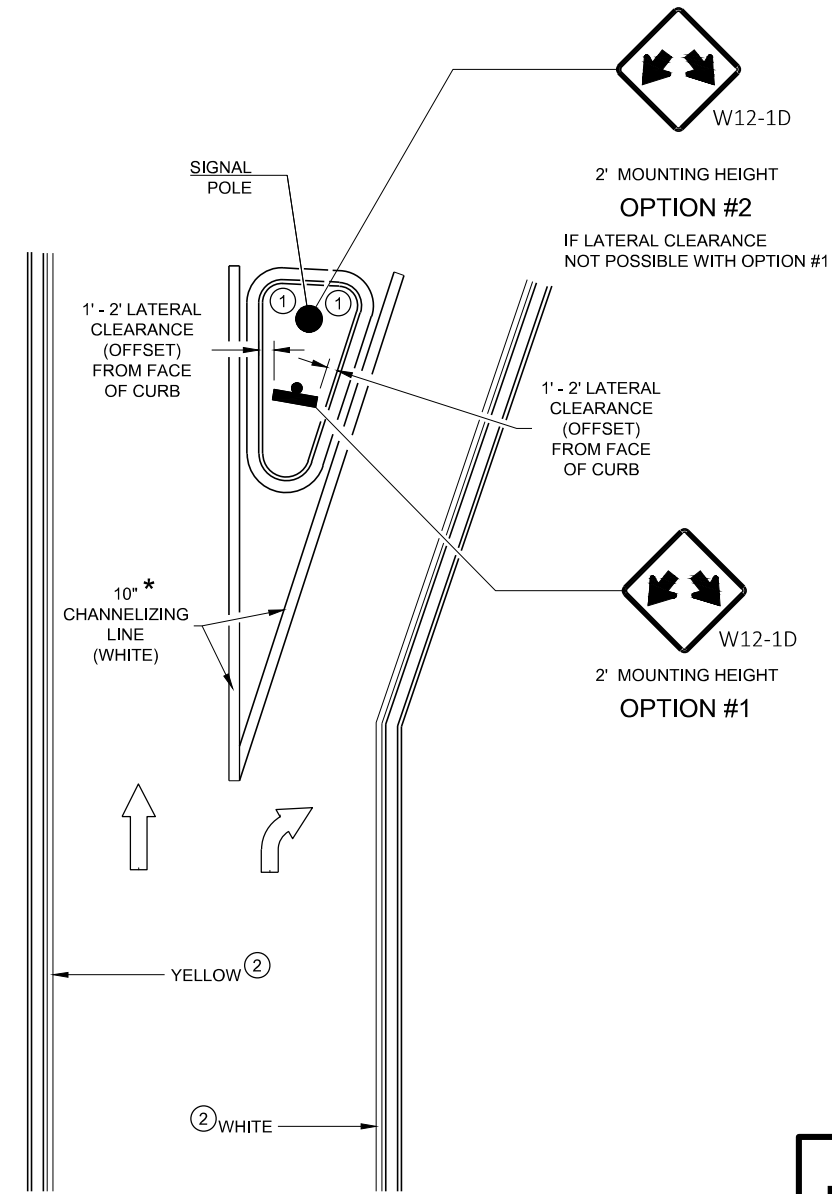 W12-1D
2' MOUNTING HEIGHT
OPTION #2
IF LATERAL CLEARANCE
NOT POSSIBLE WITH OPTION #1
SIGNAL
POLE
1 1
1' - 2' LATERAL
CLEARANCE
(OFFSET)
FROM FACE
OF CURB
1' - 2' LATERAL
CLEARANCE
(OFFSET)
FROM FACE
OF CURB
10" *
CHANNELIZING
LINE
(WHITE)
W12-1D
2' MOUNTING HEIGHT
OPTION #1
YELLOW 2
2 WHITE